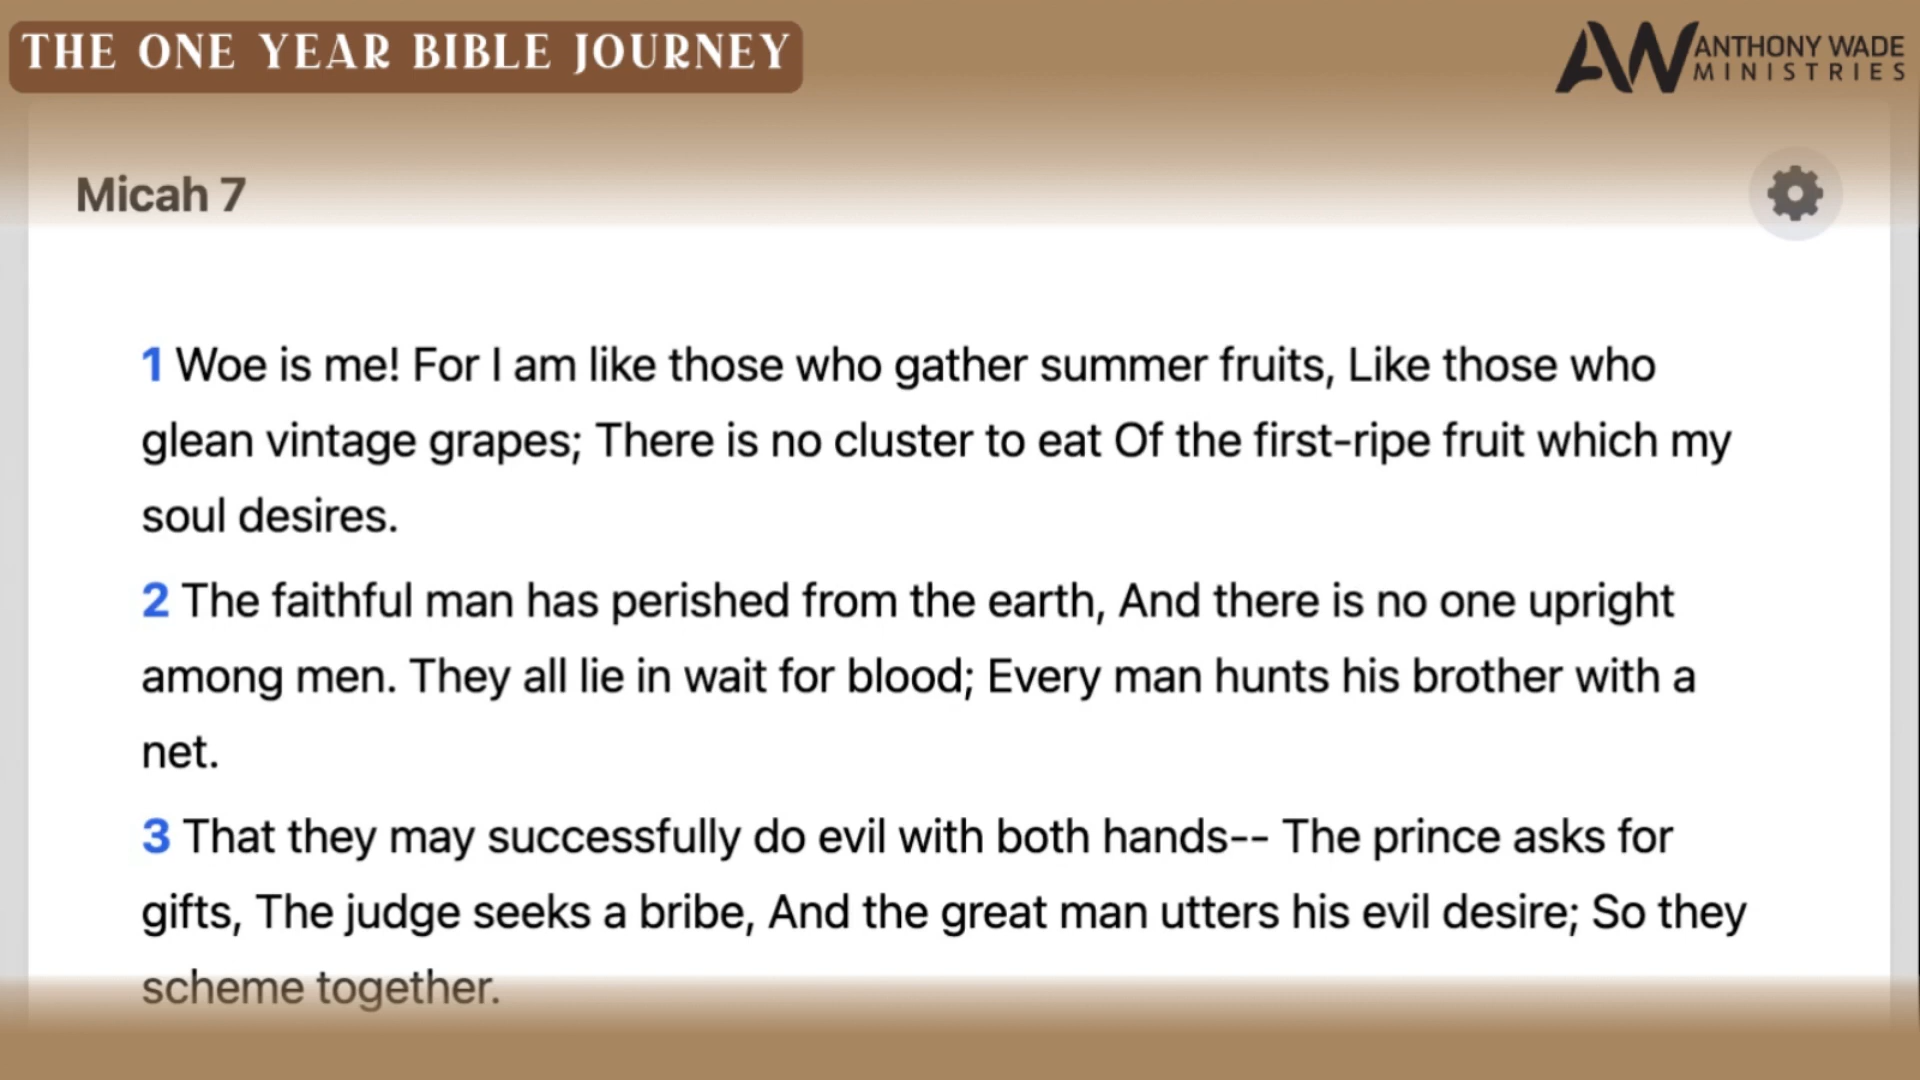 THE ONE YEAR BIBLE JOURNEY
AW ANTHONY WADE
MINISTRIES
Micah 7
1 Woe is me! For I am like those who gather summer fruits, Like those who
glean vintage grapes; There is no cluster to eat Of the first-ripe fruit which my
soul desires.
2 The faithful man has perished from the earth, And there is no one upright
among men. They all lie in wait for blood; Every man hunts his brother with a
net.
3 That they may successfully do evil with both hands-- The prince asks for
gifts, The judge seeks a bribe, And the great man utters his evil desire; So they
scheme together.